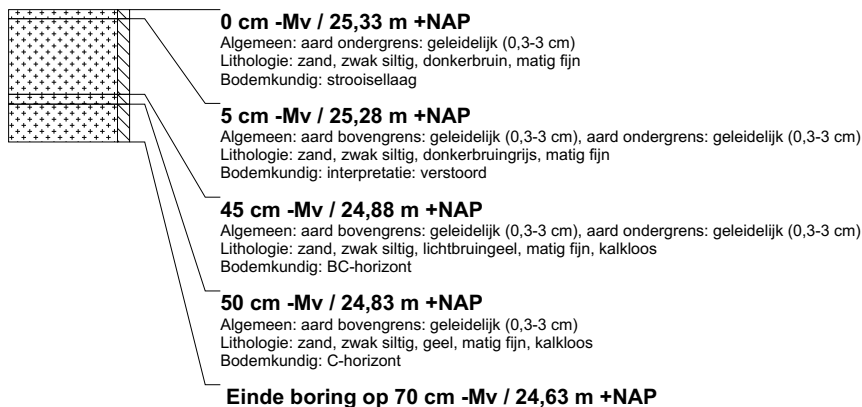 0 cm -Mv / 25,33 m +NAP
Algemeen: aard ondergrens: geleidelijk (0,3-3 cm)
Lithologie: zand, zwak siltig, donkerbruin, matig fijn
Bodemkundig: strooisellaag
5 cm -Mv / 25,28 m +NAP
Algemeen: aard bovengrens: geleidelijk (0,3-3 cm), aard ondergrens: geleidelijk (0,3-3 cm)
Lithologie: zand, zwak siltig, donkerbruingrijs, matig fijn
Bodemkundig: interpretatie: verstoord
45 cm -Mv / 24,88 m +NAP
Algemeen: aard bovengrens: geleidelijk (0,3-3 cm), aard ondergrens: geleidelijk (0,3-3 cm)
Lithologie: zand, zwak siltig, lichtbruingeel, matig fijn, kalkloos
Bodemkundig: BC-horizont
50 cm -Mv / 24,83 m +NAP
Algemeen: aard bovengrens: geleidelijk (0,3-3 cm)
Lithologie: zand, zwak siltig, geel, matig fijn, kalkloos
Bodemkundig: C-horizont
Einde boring op 70 cm -Mv / 24,63 m +NAP